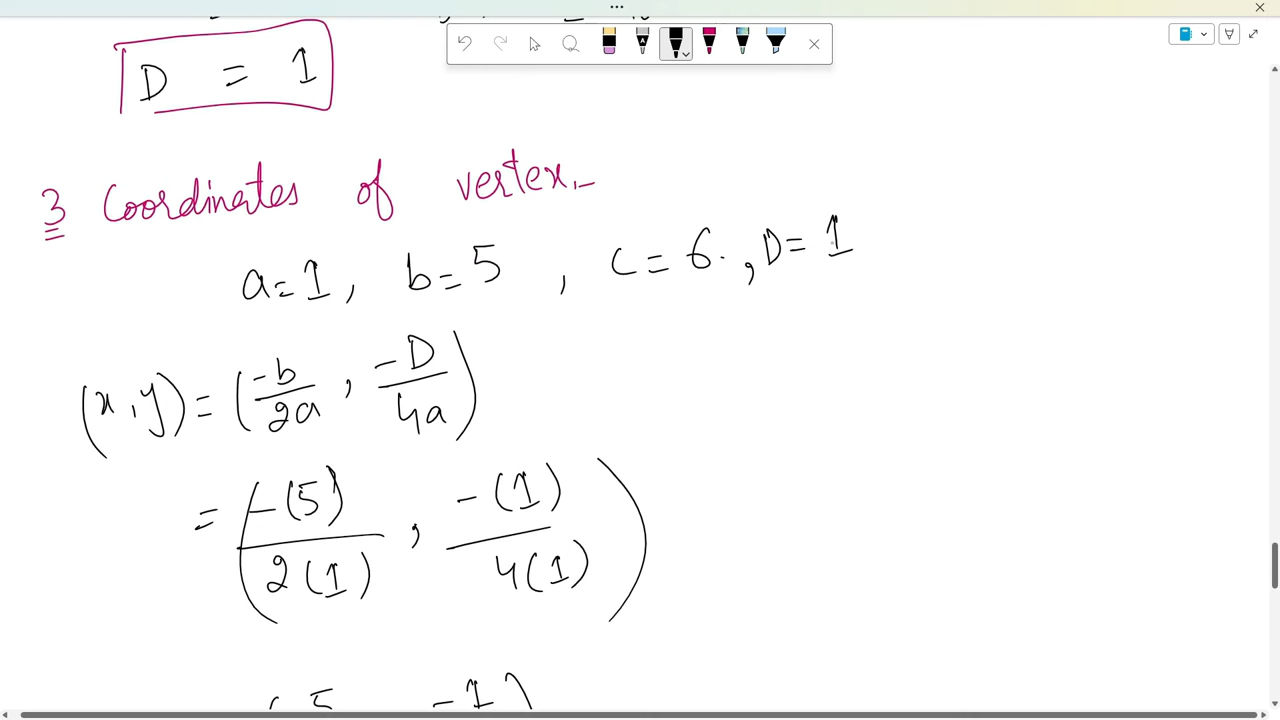 D = 1
3 Coordinates of vertex.-
a=1, b=5 , c=6. , D=1
(x,y) = (-b/2a , -D/4a)
= (-(5)/2(1) , -(1)/4(1))